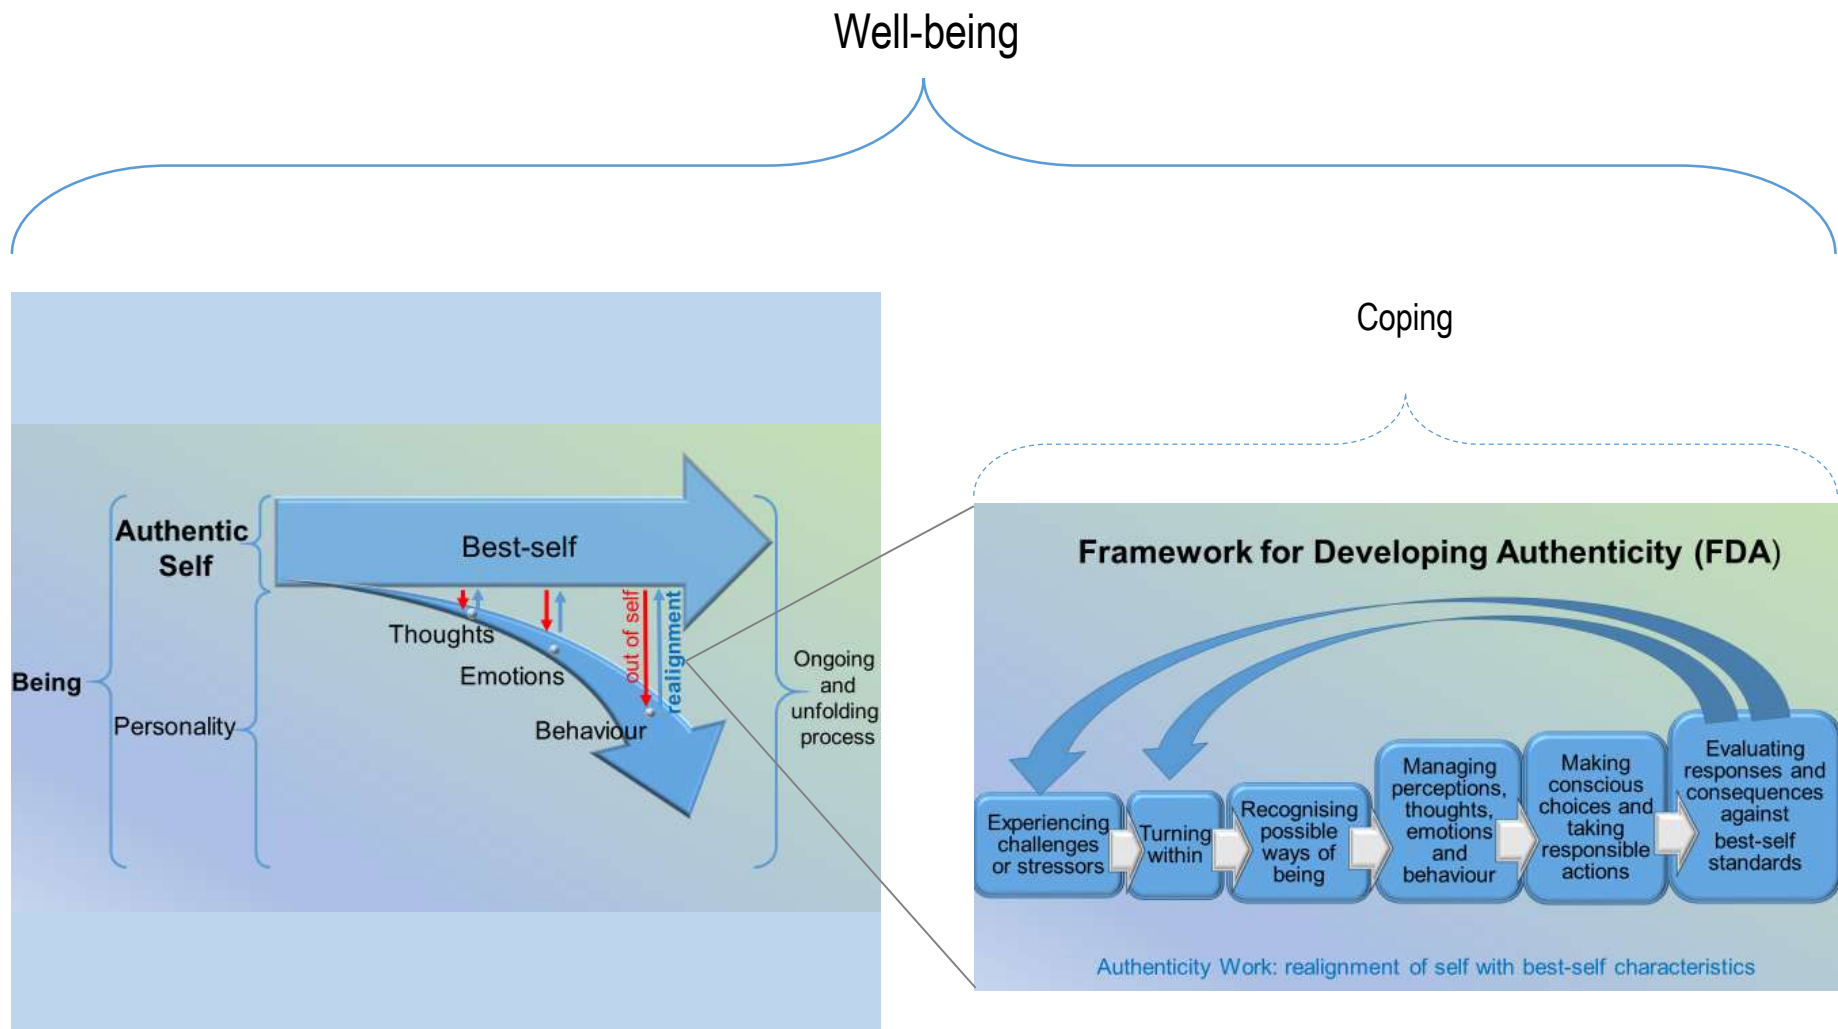 Well-being
Authentic
Self
Best-self
out of self
realignment
Thoughts
Emotions
Behaviour
Being
Personality
Ongoing
and
unfolding
process
Coping
Framework for Developing Authenticity (FDA)
Experiencing
challenges
or stressors
Turning
within
Recognising
possible
ways of
being
Managing
perceptions,
thoughts,
emotions
and
behaviour
Making
conscious
choices and
taking
responsible
actions
Evaluating
responses and
consequences
against
best-self
standards
Authenticity Work: realignment of self with best-self characteristics